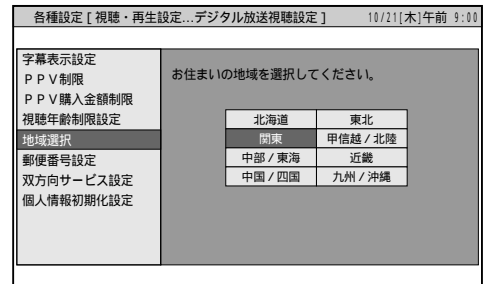 各種設定 [ 視聴・再生設定...デジタル放送視聴設定 ] 10/21[木]午前 9:00
字幕表示設定
ＰＰＶ制限
ＰＰＶ購入金額制限
視聴年齢制限設定
地域選択
郵便番号設定
双方向サービス設定
個人情報初期化設定
お住まいの地域を選択してください。
北海道 東北
関東 甲信越 / 北陸
中部 / 東海 近畿
中国 / 四国 九州 / 沖縄